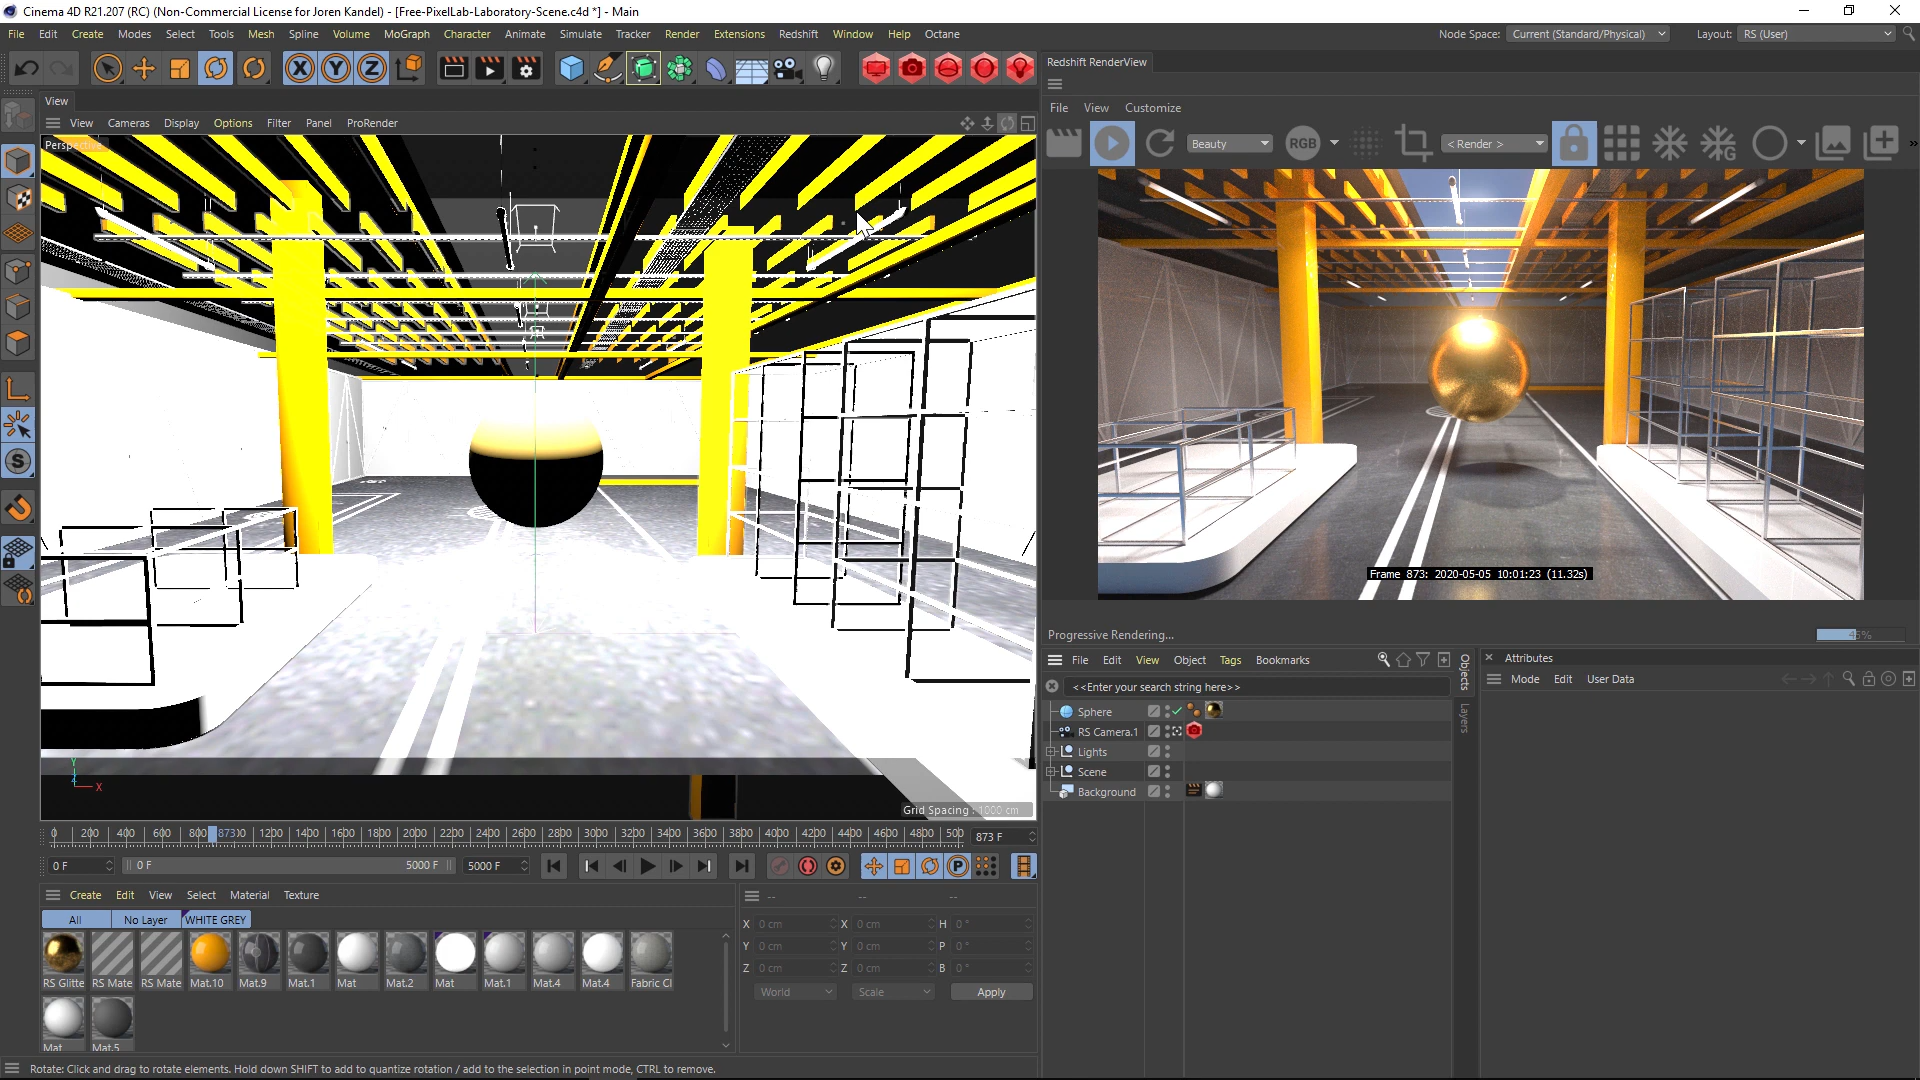 Cinema 4D R21.207 (RC) (Non-Commercial License for Joren Kandel) - [Free-PixelLab-Laboratory-Scene.c4d *] - Main
File Edit Create Modes Select Tools Mesh Spline Volume MoGraph Character Animate Simulate Tracker Render Extensions Redshift Window Help Octane
Node Space: Current (Standard/Physical) Layout: RS (User)
X Y Z
Redshift RenderView
View
File View Customize
View Cameras Display Options Filter Panel ProRender
Beauty RGB < Render > G
Perspective
Frame 873: 2020-05-05 10:01:23 (11.32s)
Progressive Rendering...
45%
File Edit View Object Tags Bookmarks
Objects
Layers
Attributes
Mode Edit User Data
<<Enter your search string here>>
Sphere
RS Camera.1
Lights
Scene
Background
Y
Z
X
Grid Spacing : 1000 cm
0 200 400 600 800 873 1200 1400 1600 1800 2000 2200 2400 2600 2800 3000 3200 3400 3600 3800 4000 4200 4400 4600 4800 500
873 F
0 F 0 F 5000 F 5000 F
P
Create Edit View Select Material Texture
-- -- --
All No Layer WHITE GREY
X 0 cm X 0 cm H 0 °
Y 0 cm Y 0 cm P 0 °
Z 0 cm Z 0 cm B 0 °
World Scale Apply
RS Glitte RS Mate RS Mate Mat.10 Mat.9 Mat.1 Mat Mat.2 Mat Mat.1 Mat.4 Mat.4 Fabric Cl
Mat Mat.5
Rotate: Click and drag to rotate elements. Hold down SHIFT to add to quantize rotation / add to the selection in point mode, CTRL to remove.